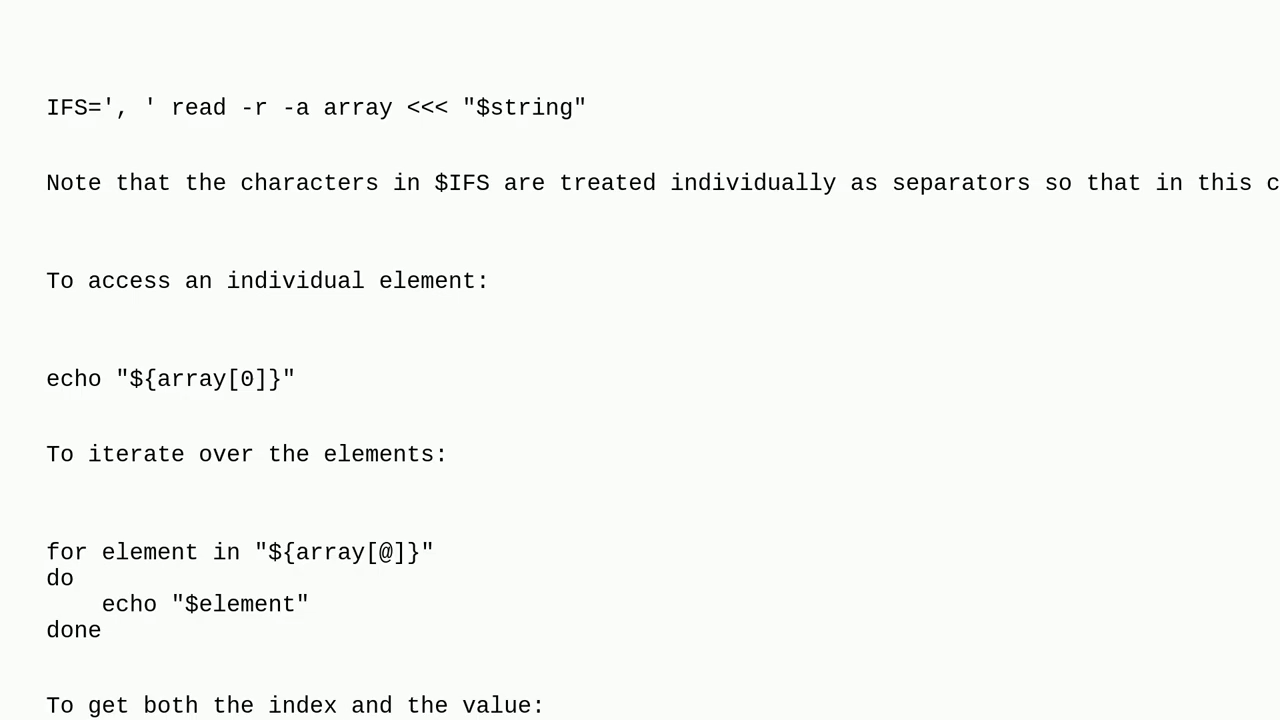 IFS=', ' read -r -a array <<< "$string"
Note that the characters in $IFS are treated individually as separators so that in this c
To access an individual element:
echo "${array[0]}"
To iterate over the elements:
for element in "${array[@]}"
do
    echo "$element"
done
To get both the index and the value: